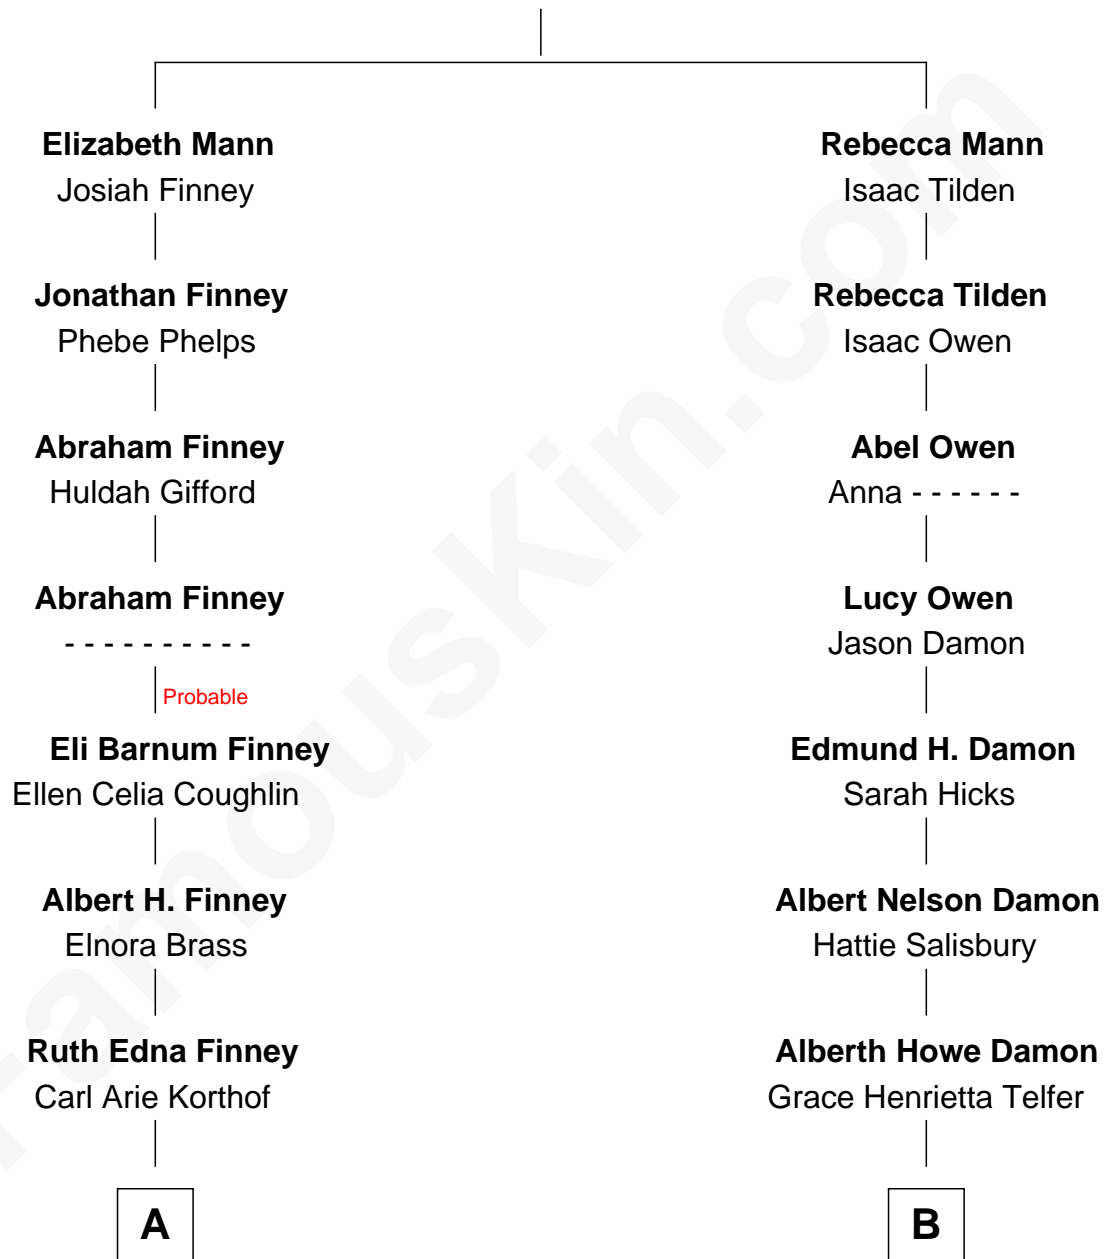 Elizabeth Mann
Josiah Finney
Rebecca Mann
Isaac Tilden
Jonathan Finney
Phebe Phelps
Rebecca Tilden
Isaac Owen
Abraham Finney
Huldah Gifford
Abel Owen
Anna - - - - - -
Abraham Finney
- - - - - - - - - -
Lucy Owen
Jason Damon
Probable
Eli Barnum Finney
Ellen Celia Coughlin
Edmund H. Damon
Sarah Hicks
Albert H. Finney
Elnora Brass
Albert Nelson Damon
Hattie Salisbury
Ruth Edna Finney
Carl Arie Korthof
Alberth Howe Damon
Grace Henrietta Telfer
A
B
FamousKin.com